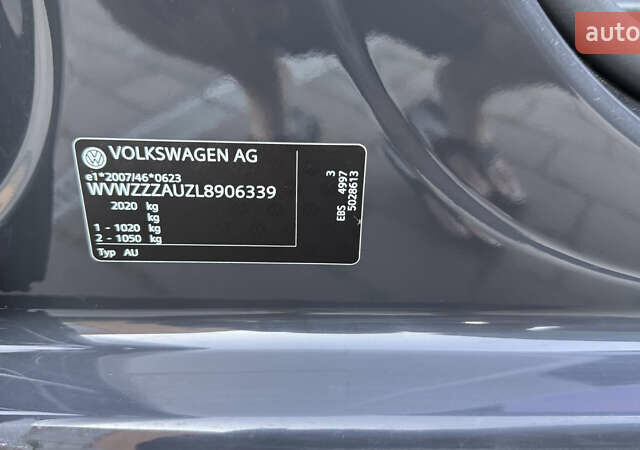 auto
VOLKSWAGEN AG
e1*2007/46*0623
WVWZZZAUZL8906339
2020 kg
kg
1 - 1020 kg
2 - 1050 kg
Typ AU
3
EBS 4997
5028613